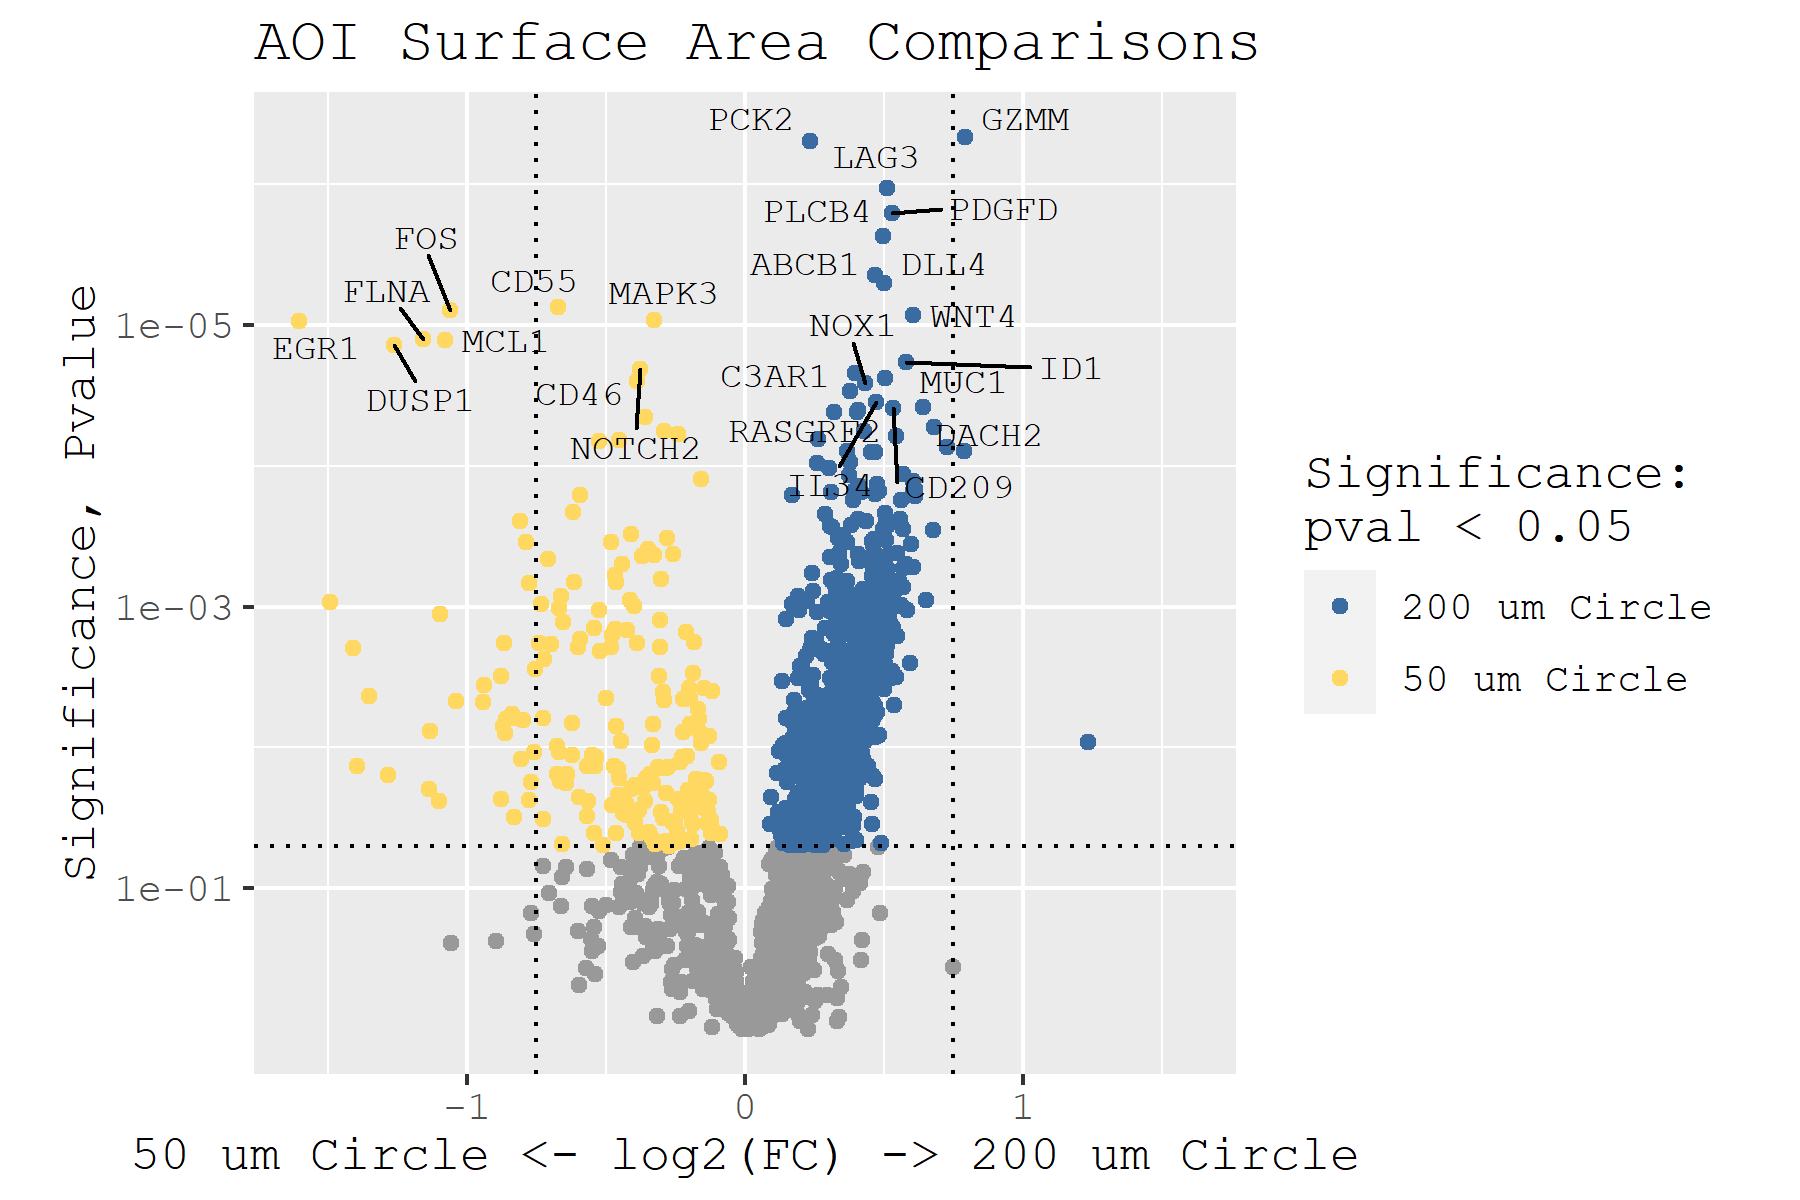 AOI Surface Area Comparisons
PCK2
GZMM
LAG3
PLCB4
PDGFD
FOS
ABCB1
DLL4
CD55
FLNA
MAPK3
WNT4
NOX1
EGR1
MCL1
ID1
C3AR1
MUC1
CD46
DUSP1
RASGRF2
DACH2
NOTCH2
IL34
CD209
Significance, Pvalue
1e-05
1e-03
1e-01
-1
0
1
50 um Circle <- log2(FC) -> 200 um Circle
Significance:
pval < 0.05
200 um Circle
50 um Circle